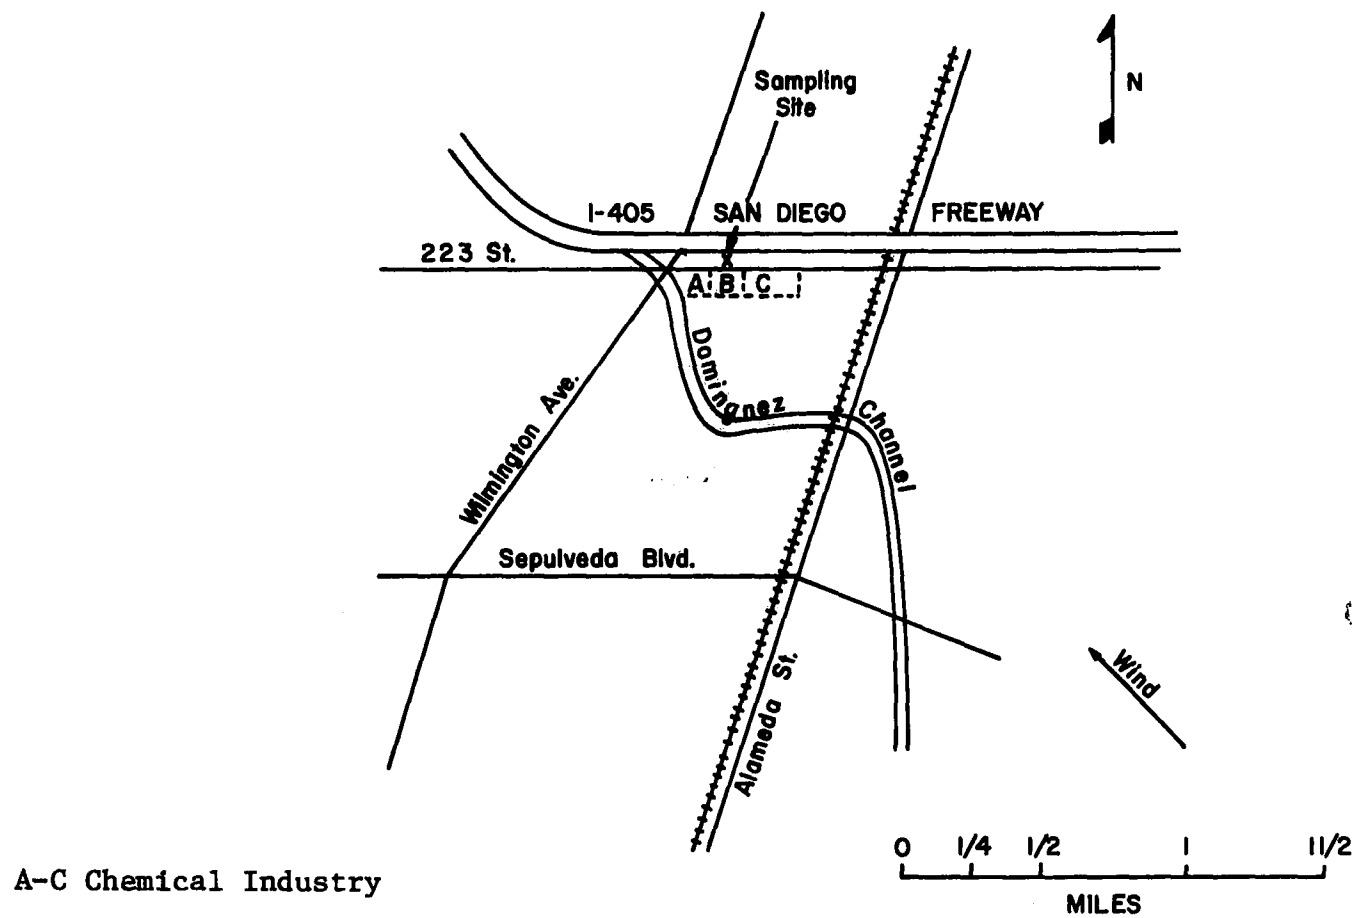 Sampling
Site
N
I-405 SAN DIEGO FREEWAY
223 St.
A B C
Daminqnez Channel
Wilmington Ave.
Sepulveda Blvd.
Wind
Alameda St.
0 1/4 1/2 1 11/2
MILES
A-C Chemical Industry